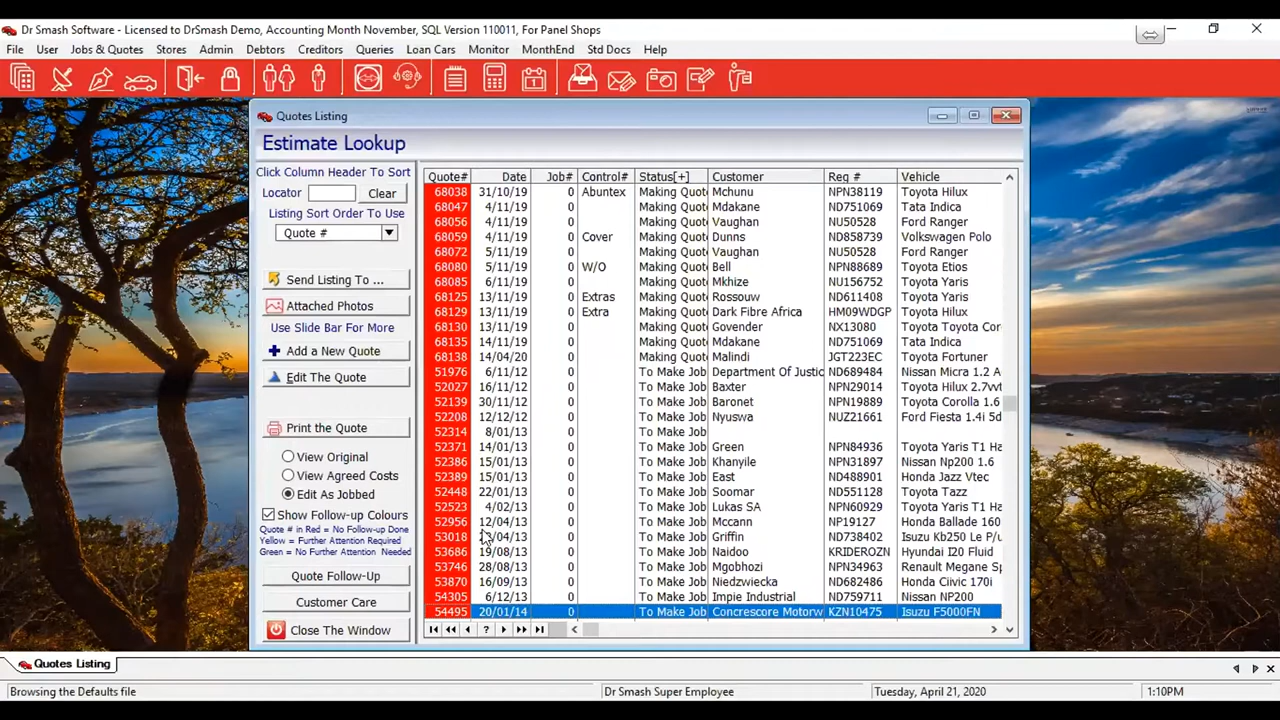 Dr Smash Software - Licensed to DrSmash Demo, Accounting Month November, SQL Version 110011, For Panel Shops
File User Jobs & Quotes Stores Admin Debtors Creditors Queries Loan Cars Monitor MonthEnd Std Docs Help
Quotes Listing
Estimate Lookup
Click Column Header To Sort
Locator Clear
Listing Sort Order To Use
Quote #
Send Listing To ...
Attached Photos
Use Slide Bar For More
Add a New Quote
Edit The Quote
Print the Quote
View Original
View Agreed Costs
Edit As Jobbed
Show Follow-up Colours
Quote # in Red = No Follow-up Done
Yellow = Further Attention Required
Green = No Further Attention Needed
Quote Follow-Up
Customer Care
Close The Window
Quote# Date Job# Control# Status[+] Customer Reg # Vehicle
68038 31/10/19 0 Abuntex Making Quot Mchunu NPN38119 Toyota Hilux
68047 4/11/19 0 Making Quot Mdakane ND751069 Tata Indica
68056 4/11/19 0 Making Quot Vaughan NU50528 Ford Ranger
68059 4/11/19 0 Cover Making Quot Dunns ND858739 Volkswagen Polo
68072 5/11/19 0 Making Quot Vaughan NU50528 Ford Ranger
68080 5/11/19 0 W/O Making Quot Bell NPN88689 Toyota Etios
68085 6/11/19 0 Making Quot Mkhize NU156752 Toyota Yaris
68125 13/11/19 0 Extras Making Quot Rossouw ND611408 Toyota Yaris
68129 13/11/19 0 Extra Making Quot Dark Fibre Africa HM09WDGP Toyota Hilux
68130 13/11/19 0 Making Quot Govender NX13080 Toyota Toyota Cor
68135 14/11/19 0 Making Quot Mdakane ND751069 Tata Indica
68138 14/04/20 0 Making Quot Malindi JGT223EC Toyota Fortuner
51976 6/11/12 0 To Make Job Department Of Justic ND689484 Nissan Micra 1.2 A
52027 16/11/12 0 To Make Job Baxter NPN29014 Toyota Hilux 2.7vvt
52139 30/11/12 0 To Make Job Baronet NPN19889 Toyota Corolla 1.6
52208 12/12/12 0 To Make Job Nyuswa NUZ21661 Ford Fiesta 1.4i 5d
52314 8/01/13 0 To Make Job
52371 14/01/13 0 To Make Job Green NPN84936 Toyota Yaris T1 Ha
52386 15/01/13 0 To Make Job Khanyile NPN31897 Nissan Np200 1.6
52389 15/01/13 0 To Make Job East ND488901 Honda Jazz Vtec
52448 22/01/13 0 To Make Job Soomar ND551128 Toyota Tazz
52523 4/02/13 0 To Make Job Lukas SA NPN52718 Toyota Yaris T1 Ha
52956 12/04/13 0 To Make Job Mccann NP19127 Honda Ballade 160
53018 /04/13 0 To Make Job Griffin ND738402 Isuzu Kb250 Le P/u
53686 19/08/13 0 To Make Job Naidoo KRIDEROZN Hyundai I20 Fluid
53746 28/08/13 0 To Make Job Mgobhozi NPN34963 Renault Megane Sh
53870 16/09/13 0 To Make Job Niedzwiecka ND682486 Honda Ciivic 170i
54305 6/12/13 0 To Make Job Impie Industrial ND759711 Nissan NP200
54495 20/01/14 0 To Make Job Concrescore Motorw KZN10475 Isuzu F5000FN
Quotes Listing
Browsing the Defaults file Dr Smash Super Employee Tuesday, April 21, 2020 1:10PM